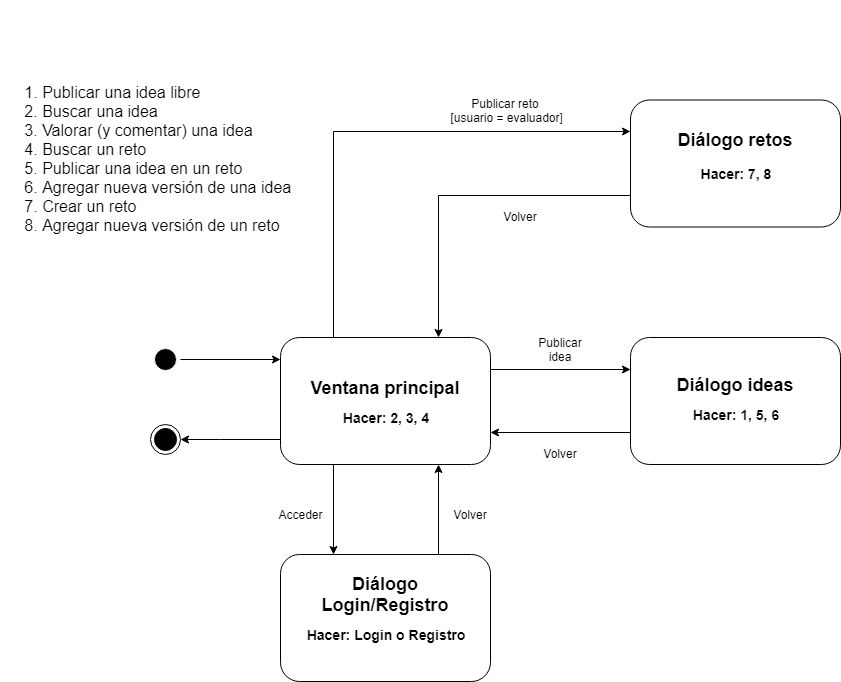 1. Publicar una idea libre
2. Buscar una idea
3. Valorar (y comentar) una idea
4. Buscar un reto
5. Publicar una idea en un reto
6. Agregar nueva versión de una idea
7. Crear un reto
8. Agregar nueva versión de un reto
Publicar reto
[usuario = evaluador]
Diálogo retos
Hacer: 7, 8
Volver
Ventana principal
Hacer: 2, 3, 4
Publicar
idea
Diálogo ideas
Hacer: 1, 5, 6
Volver
Acceder
Volver
Diálogo
Login/Registro
Hacer: Login o Registro